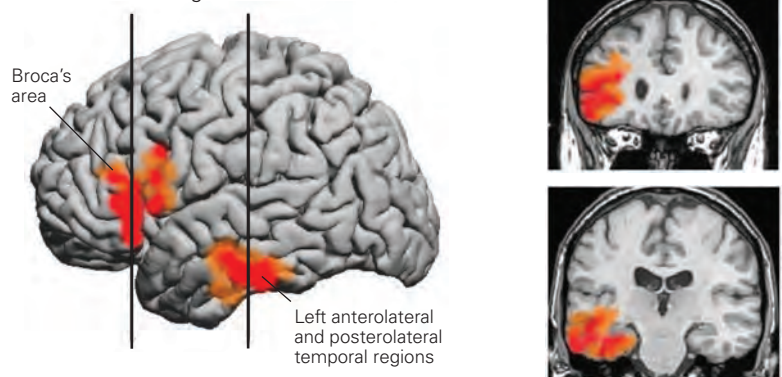 Broca's
area
Left anterolateral
and posterolateral
temporal regions